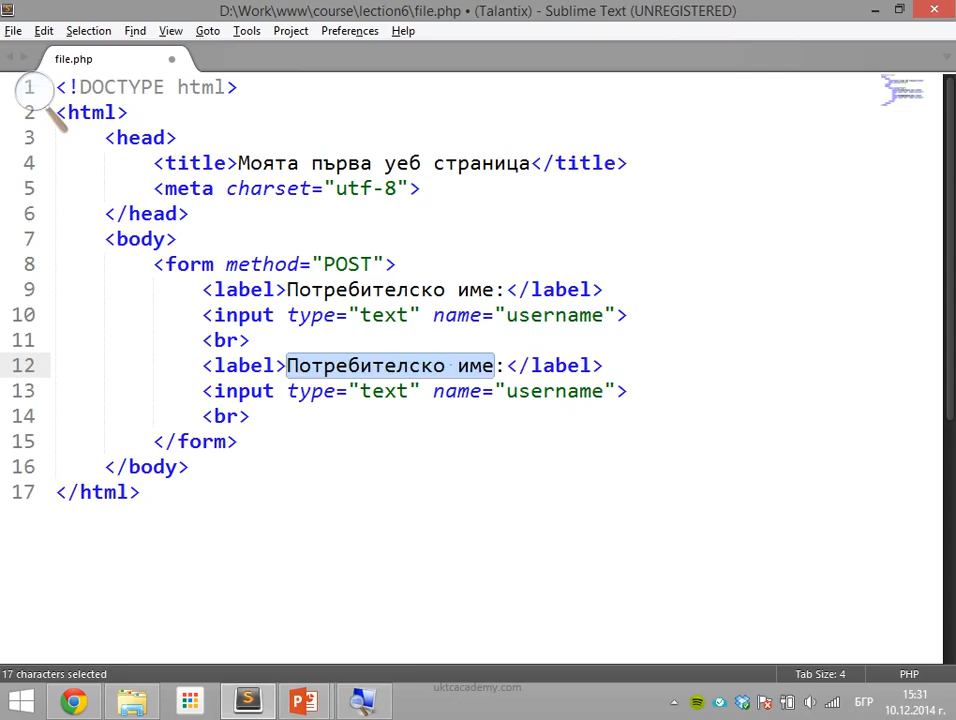 D:\Work\www\course\lection6\file.php • (Talantix) - Sublime Text (UNREGISTERED)
File Edit Selection Find View Goto Tools Project Preferences Help
file.php
1 <!DOCTYPE html>
2 <html>
3 <head>
4 <title>Моята първа уеб страница</title>
5 <meta charset="utf-8">
6 </head>
7 <body>
8 <form method="POST">
9 <label>Потребителско име:</label>
10 <input type="text" name="username">
11 <br>
12 <label>Потребителско име:</label>
13 <input type="text" name="username">
14 <br>
15 </form>
16 </body>
17 </html>
17 characters selected Tab Size: 4 PHP
uktcacademy.com
БГР
15:31
10.12.2014 г.